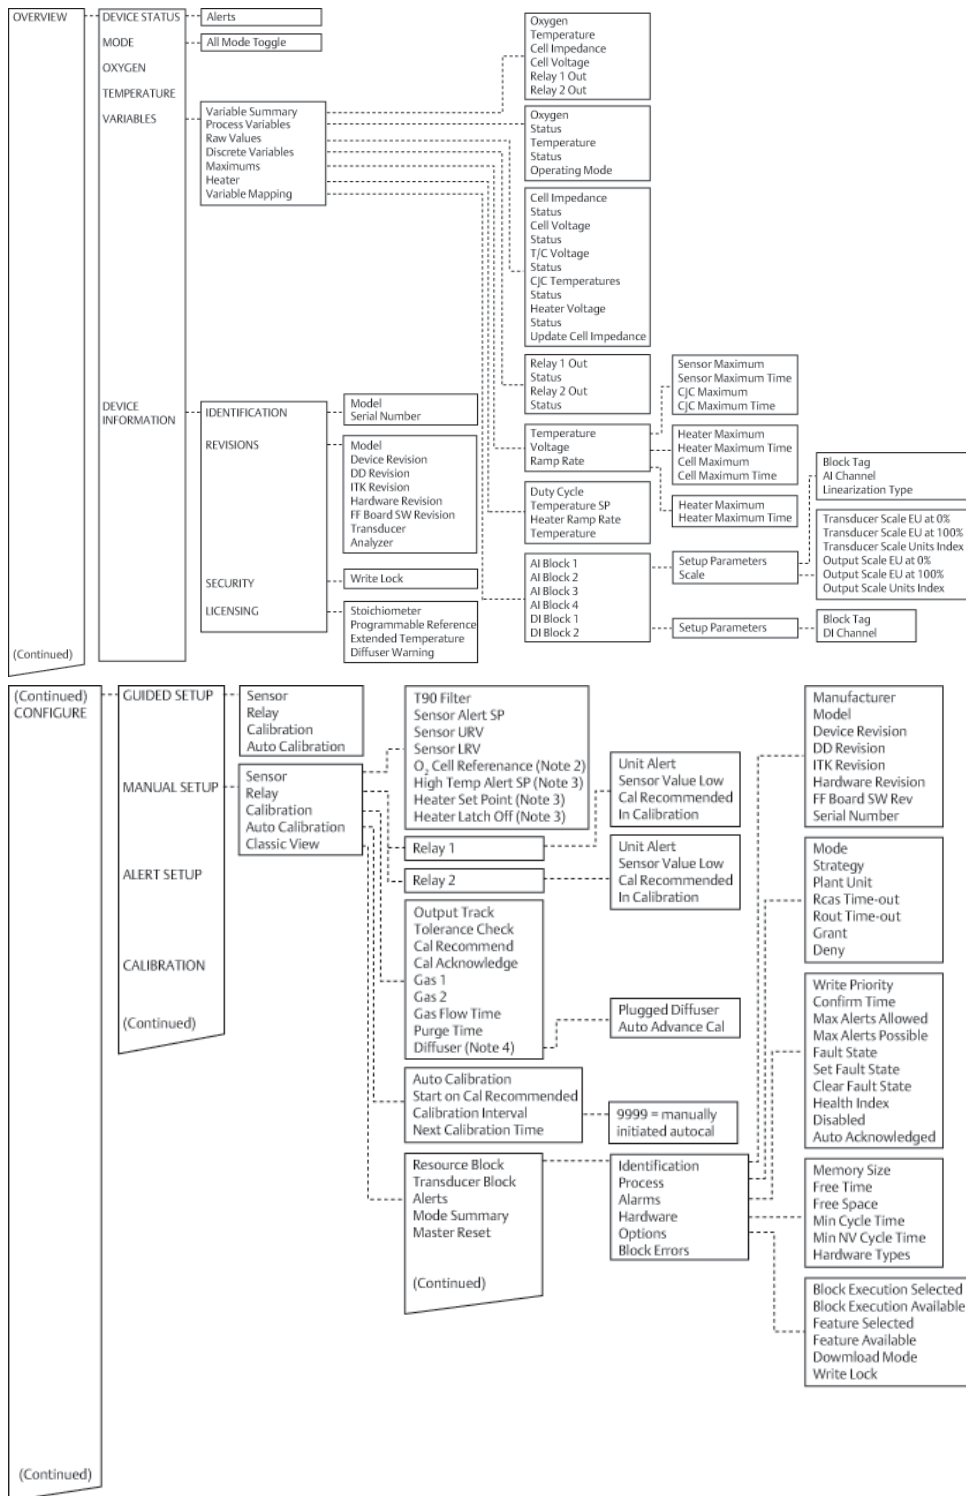 OVERVIEW
DEVICE STATUS
Alerts
MODE
All Mode Toggle
OXYGEN
TEMPERATURE
VARIABLES
Variable Summary
Process Variables
Raw Values
Discrete Variables
Maximums
Heater
Variable Mapping
Oxygen
Temperature
Cell Impedance
Cell Voltage
Relay 1 Out
Relay 2 Out
Oxygen
Status
Temperature
Status
Operating Mode
Cell Impedance
Status
Cell Voltage
Status
T/C Voltage
Status
CJC Temperatures
Status
Heater Voltage
Status
Update Cell Impedance
Relay 1 Out
Status
Relay 2 Out
Status
Temperature
Voltage
Ramp Rate
Sensor Maximum
Sensor Maximum Time
CJC Maximum
CJC Maximum Time
Heater Maximum
Heater Maximum Time
Cell Maximum
Cell Maximum Time
Heater Maximum
Heater Maximum Time
Duty Cycle
Temperature SP
Heater Ramp Rate
Temperature
AI Block 1
AI Block 2
AI Block 3
AI Block 4
DI Block 1
DI Block 2
Setup Parameters
Scale
Block Tag
AI Channel
Linearization Type
Transducer Scale EU at 0%
Transducer Scale EU at 100%
Transducer Scale Units Index
Output Scale EU at 0%
Output Scale EU at 100%
Output Scale Units Index
Setup Parameters
Block Tag
DI Channel
DEVICE
INFORMATION
IDENTIFICATION
Model
Serial Number
REVISIONS
Model
Device Revision
DD Revision
ITK Revision
Hardware Revision
FF Board SW Revision
Transducer
Analyzer
SECURITY
Write Lock
LICENSING
Stoichiometer
Programmable Reference
Extended Temperature
Diffuser Warning
(Continued)
(Continued)
CONFIGURE
GUIDED SETUP
Sensor
Relay
Calibration
Auto Calibration
MANUAL SETUP
Sensor
Relay
Calibration
Auto Calibration
Classic View
ALERT SETUP
CALIBRATION
(Continued)
T90 Filter
Sensor Alert SP
Sensor URV
Sensor LRV
O2 Cell Referenance (Note 2)
High Temp Alert SP (Note 3)
Heater Set Point (Note 3)
Heater Latch Off (Note 3)
Relay 1
Unit Alert
Sensor Value Low
Cal Recommended
In Calibration
Relay 2
Unit Alert
Sensor Value Low
Cal Recommended
In Calibration
Output Track
Tolerance Check
Cal Recommend
Cal Acknowledge
Gas 1
Gas 2
Gas Flow Time
Purge Time
Diffuser (Note 4)
Plugged Diffuser
Auto Advance Cal
Auto Calibration
Start on Cal Recommended
Calibration Interval
Next Calibration Time
9999 = manually
initiated autocal
Resource Block
Transducer Block
Alerts
Mode Summary
Master Reset
(Continued)
Identification
Process
Alarms
Hardware
Options
Block Errors
Manufacturer
Model
Device Revision
DD Revision
ITK Revision
Hardware Revision
FF Board SW Rev
Serial Number
Mode
Strategy
Plant Unit
Rcas Time-out
Rout Time-out
Grant
Deny
Write Priority
Confirm Time
Max Alerts Allowed
Max Alerts Possible
Fault State
Set Fault State
Clear Fault State
Health Index
Disabled
Auto Acknowledged
Memory Size
Free Time
Free Space
Min Cycle Time
Min NV Cycle Time
Hardware Types
Block Execution Selected
Block Execution Available
Feature Selected
Feature Available
Dowmload Mode
Write Lock
(Continued)